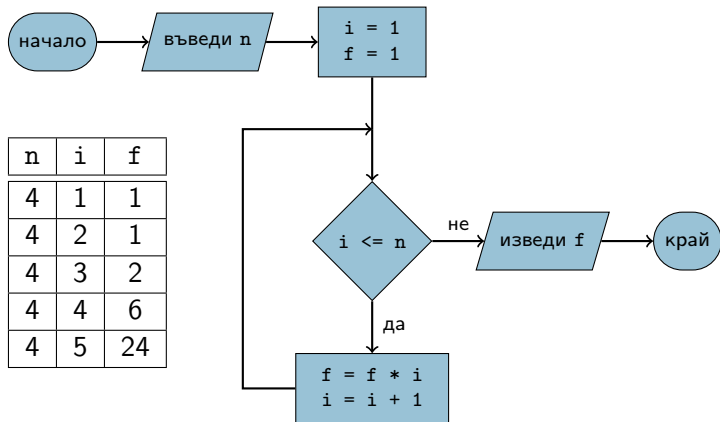 начало
въведи n
i = 1
f = 1
n i f
4 1 1
4 2 1
4 3 2
4 4 6
4 5 24
i <= n
не
изведи f
край
да
f = f * i
i = i + 1